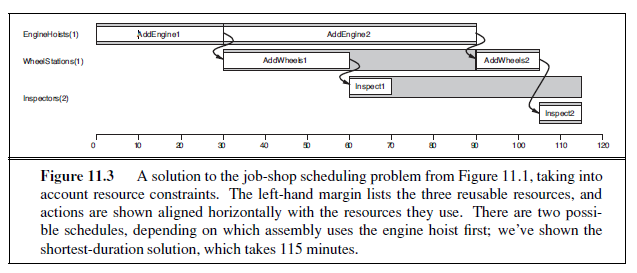 EngineHoists(1) AddEngine1 AddEngine2
WheelStations(1) AddWheels1 AddWheels2
Inspect1
Inspectors(2)
Inspect2
0 10 20 30 40 50 60 70 80 90 100 110 120
Figure 11.3 A solution to the job-shop scheduling problem from Figure 11.1, taking into
account resource constraints. The left-hand margin lists the three reusable resources, and
actions are shown aligned horizontally with the resources they use. There are two possi-
ble schedules, depending on which assembly uses the engine hoist first; we've shown the
shortest-duration solution, which takes 115 minutes.